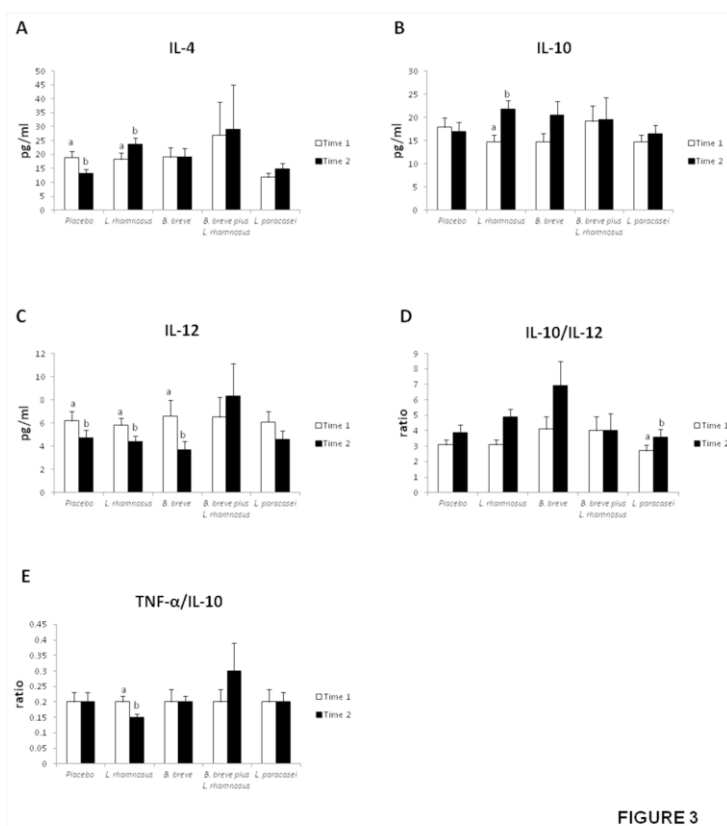 A
IL-4
50
45
40
35
30
25
20
15
10
5
0
pg/ml
a
b
a
b
Time 1
Time 2
Placebo
L. rhamnosus
B. breve
B. breve plus
L. rhamnosus
L. paracasei
B
IL-10
30
25
20
15
10
5
0
pg/ml
a
b
Time 1
Time 2
Placebo
L. rhamnosus
B. breve
B. breve plus
L. rhamnosus
L. paracasei
C
IL-12
12
10
8
6
4
2
0
pg/ml
a
b
a
b
a
b
Time 1
Time 2
Placebo
L. rhamnosus
B. breve
B. breve plus
L. rhamnosus
L. paracasei
D
IL-10/IL-12
9
8
7
6
5
4
3
2
1
0
ratio
a
b
Time 1
Time 2
Placebo
L. rhamnosus
B. breve
B. breve plus
L. rhamnosus
L. paracasei
E
TNF-α/IL-10
0.45
0.4
0.35
0.3
0.25
0.2
0.15
0.1
0.05
0
ratio
a
b
Time 1
Time 2
Placebo
L. rhamnosus
B. breve
B. breve plus
L. rhamnosus
L. paracasei
FIGURE 3